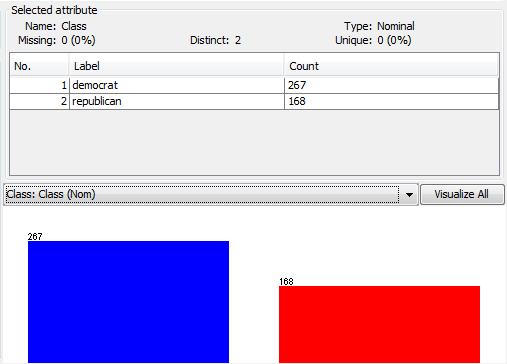 Selected attribute
Name: Class Type: Nominal
Missing: 0 (0%) Distinct: 2 Unique: 0 (0%)
No. Label Count
1 democrat 267
2 republican 168
Class: Class (Nom) Visualize All
267
168